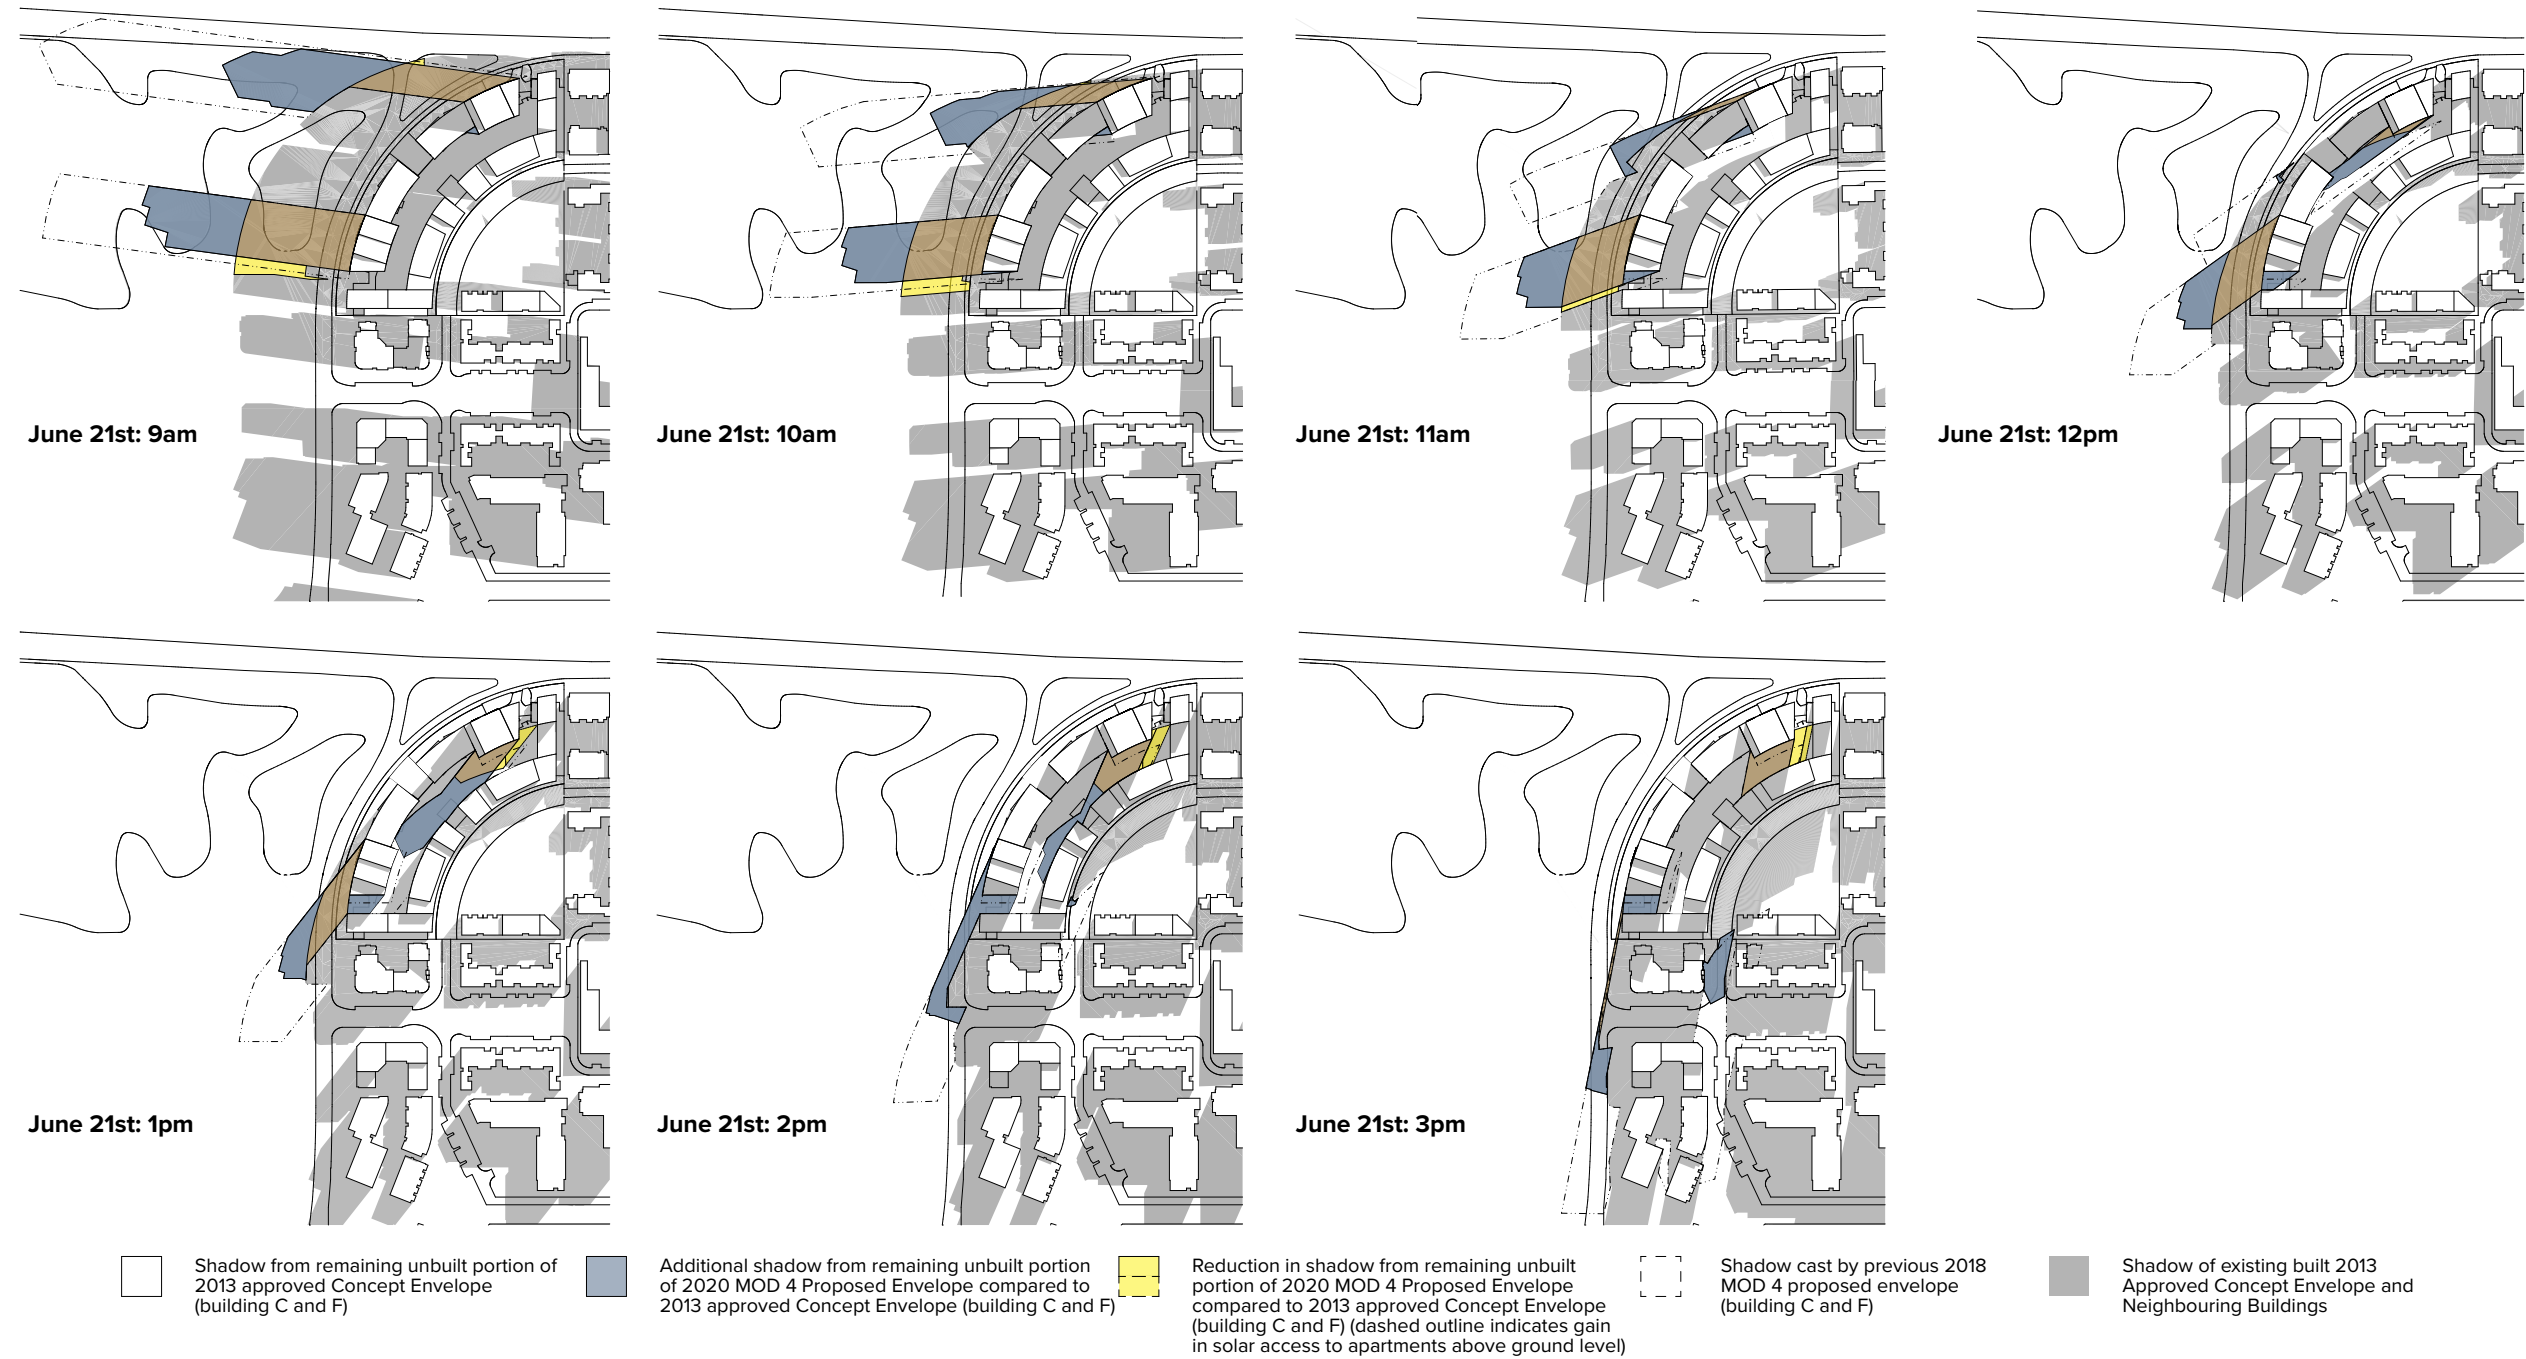 June 21st: 9am
June 21st: 10am
June 21st: 11am
June 21st: 12pm
June 21st: 1pm
June 21st: 2pm
June 21st: 3pm
Shadow from remaining unbuilt portion of
2013 approved Concept Envelope
(building C and F)
Additional shadow from remaining unbuilt portion
of 2020 MOD 4 Proposed Envelope compared to
2013 approved Concept Envelope (building C and F)
Reduction in shadow from remaining unbuilt
portion of 2020 MOD 4 Proposed Envelope
compared to 2013 approved Concept Envelope
(building C and F) (dashed outline indicates gain
in solar access to apartments above ground level)
Shadow cast by previous 2018
MOD 4 proposed envelope
(building C and F)
Shadow of existing built 2013
Approved Concept Envelope and
Neighbouring Buildings